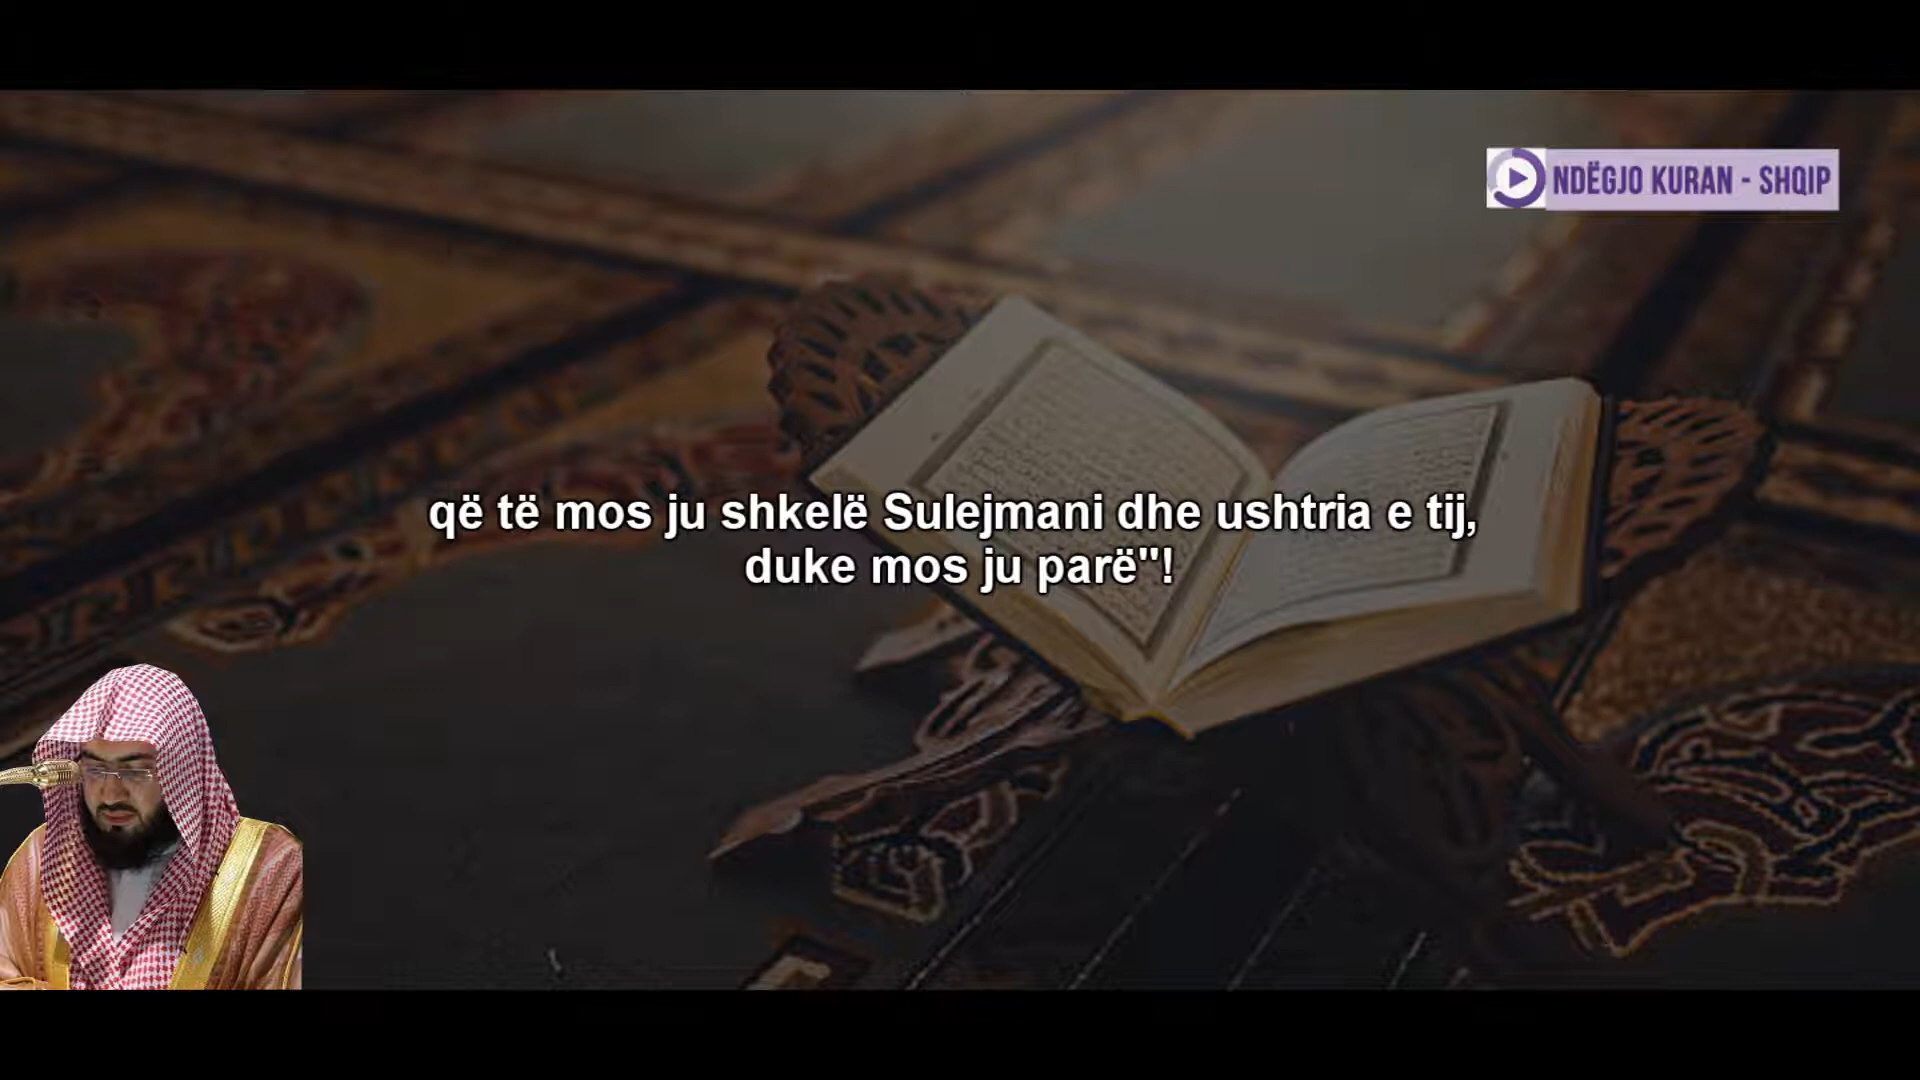 NDËGJO KURAN - SHQIP
që të mos ju shkelë Sulejmani dhe ushtria e tij,
duke mos ju parë"!